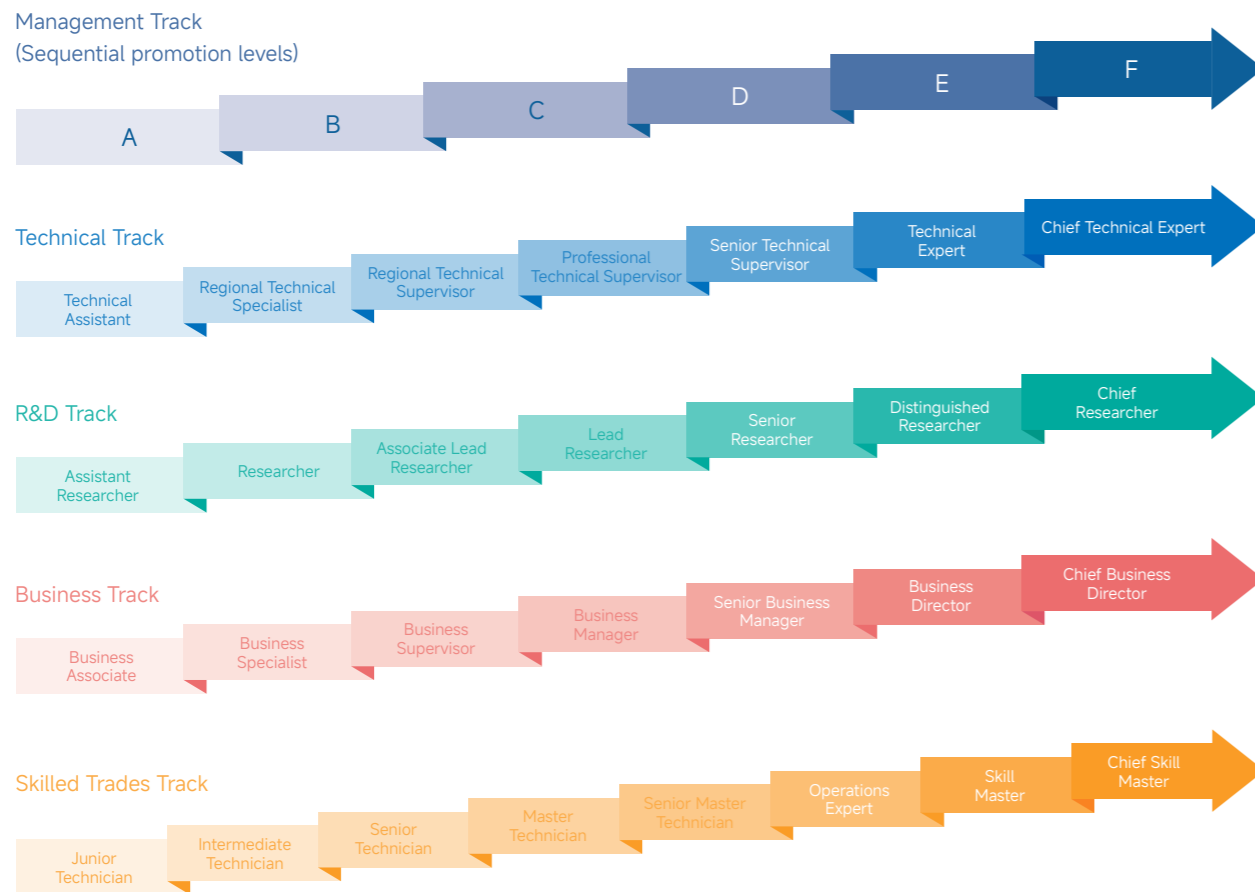 Management Track
(Sequential promotion levels)
A
B
C
D
E
F
Technical Track
Technical
Assistant
Regional Technical
Specialist
Regional Technical
Supervisor
Professional
Technical Supervisor
Senior Technical
Supervisor
Technical
Expert
Chief Technical Expert
R&D Track
Assistant
Researcher
Researcher
Associate Lead
Researcher
Lead
Researcher
Senior
Researcher
Distinguished
Researcher
Chief
Researcher
Business Track
Business
Associate
Business
Specialist
Business
Supervisor
Business
Manager
Senior Business
Manager
Business
Director
Chief Business
Director
Skilled Trades Track
Junior
Technician
Intermediate
Technician
Senior
Technician
Master
Technician
Senior Master
Technician
Operations
Expert
Skill
Master
Chief Skill
Master